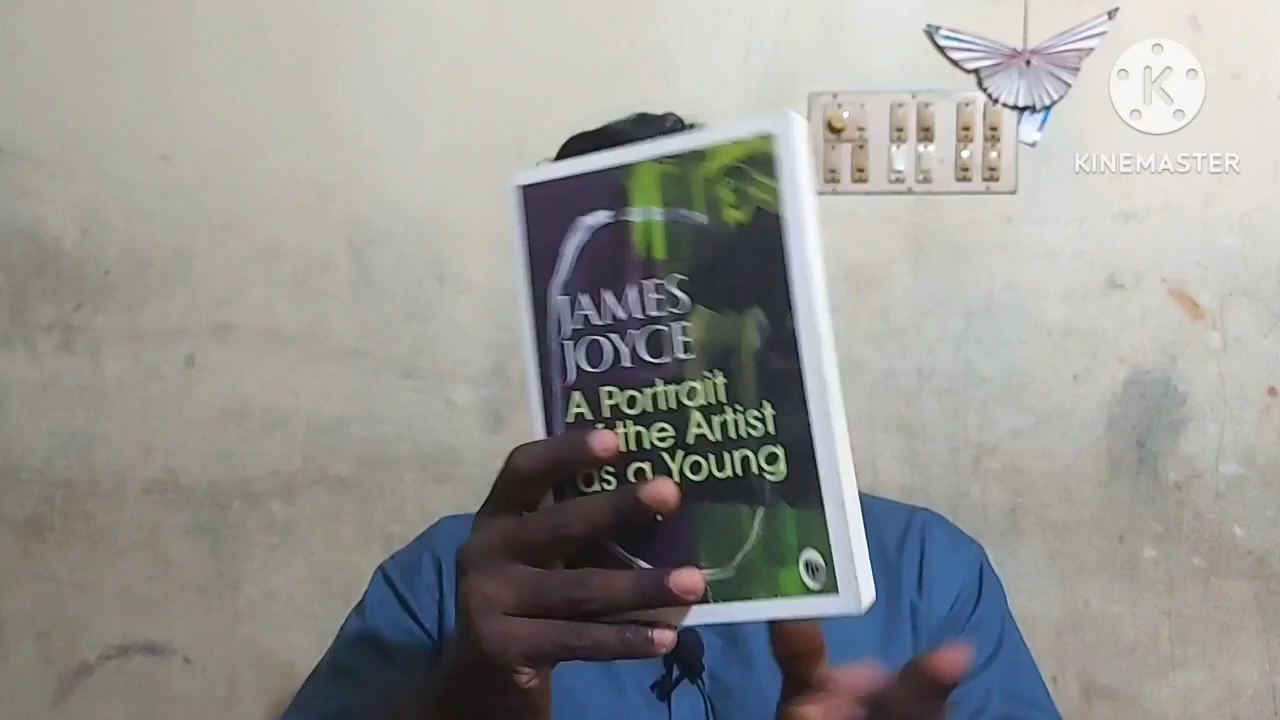 KINEMASTER
JAMES
JOYCE
A Portrait
the Artist
as a Young